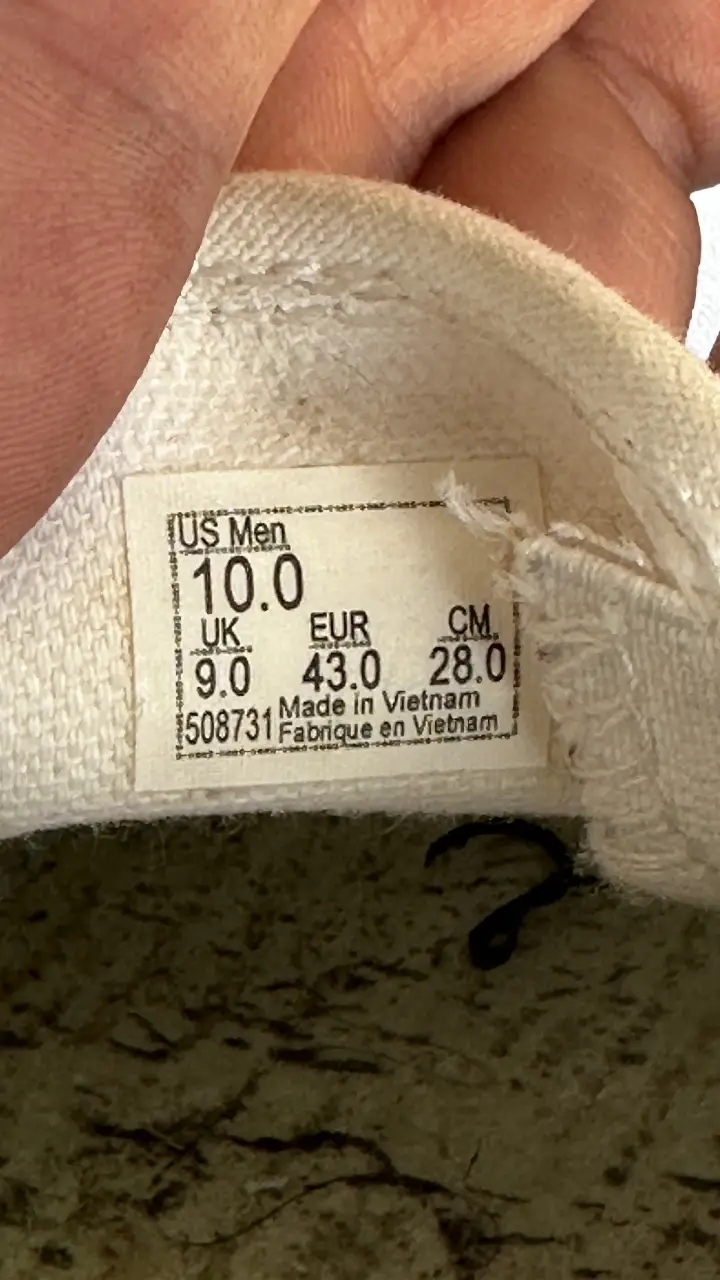 US Men
10.0
UK EUR CM
9.0 43.0 28.0
508731 Made in Vietnam
Fabrique en Vietnam